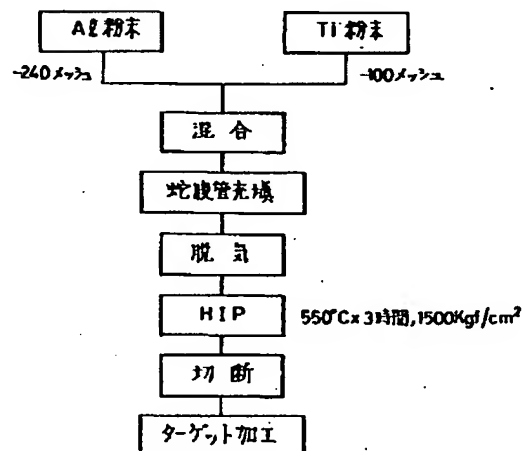 Aℓ粉末
Ti粉末
-240メッシュ
-100メッシュ
混合
蛇腹管充填
脱気
HIP
550°C×3時間,1500Kgf/cm²
切断
ターゲット加工